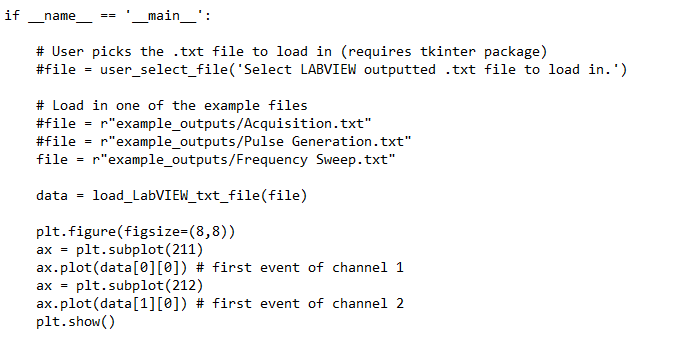 if __name__ == '__main__':
    # User picks the .txt file to load in (requires tkinter package)
    #file = user_select_file('Select LABVIEW outputted .txt file to load in.')
    # Load in one of the example files
    #file = r"example_outputs/Acquisition.txt"
    #file = r"example_outputs/Pulse Generation.txt"
    file = r"example_outputs/Frequency Sweep.txt"
    data = load_LabVIEW_txt_file(file)
    plt.figure(figsize=(8,8))
    ax = plt.subplot(211)
    ax.plot(data[0][0]) # first event of channel 1
    ax = plt.subplot(212)
    ax.plot(data[1][0]) # first event of channel 2
    plt.show()